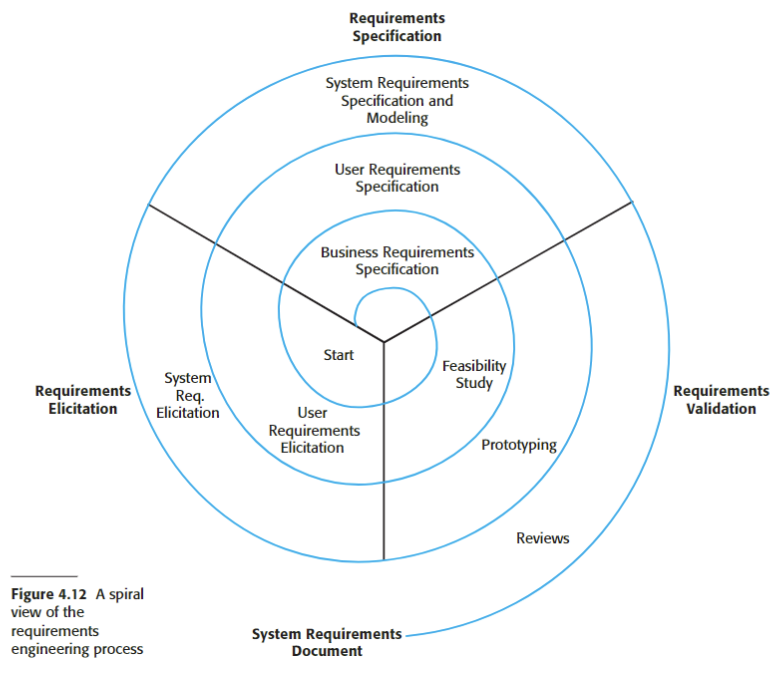 Requirements
Specification
System Requirements
Specification and
Modeling
User Requirements
Specification
Business Requirements
Specification
Start
Feasibility
Study
System
Req.
Elicitation
Requirements
Elicitation
Requirements
Validation
User
Requirements
Elicitation
Prototyping
Reviews
Figure 4.12 A spiral
view of the
requirements
engineering process
System Requirements
Document